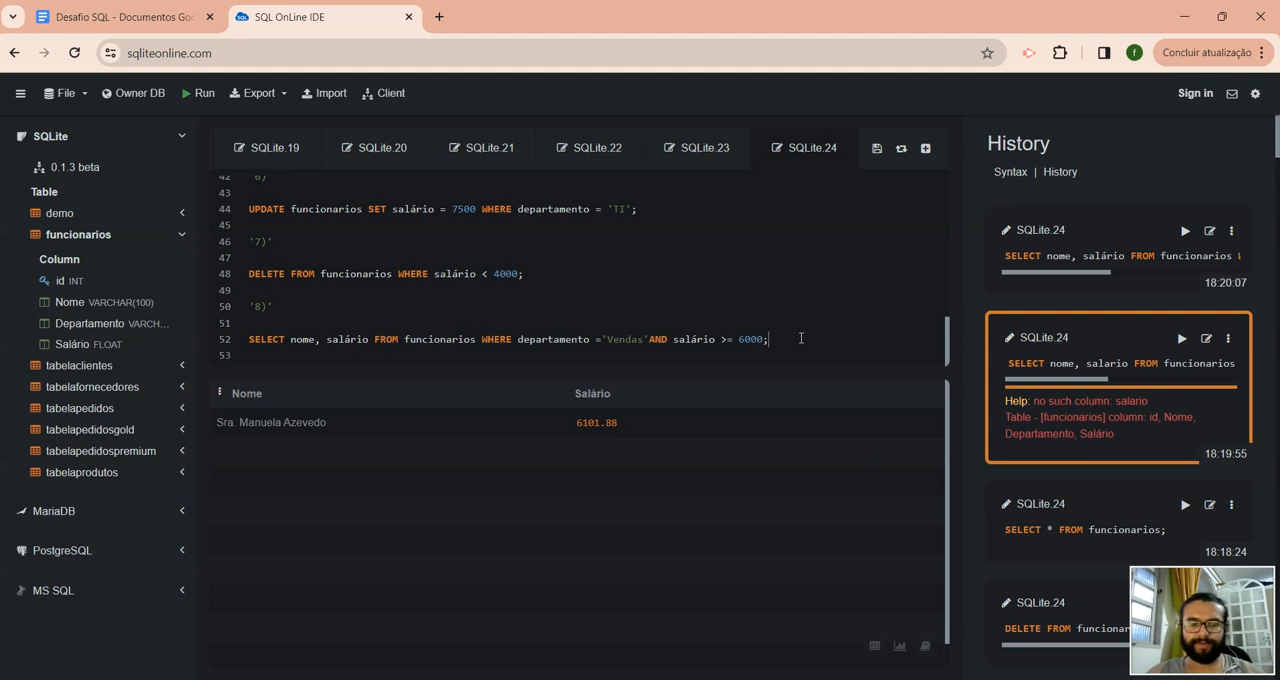 Desafio SQL - Documentos Goo
SQL OnLine IDE
sqliteonline.com
f
Concluir atualização
File
Owner DB
Run
Export
Import
Client
Sign in
SQLite
0.1.3 beta
Table
demo
funcionarios
Column
id INT
Nome VARCHAR(100)
Departamento VARCH...
Salário FLOAT
tabelaclientes
tabelafornecedores
tabelapedidos
tabelapedidosgold
tabelapedidospremium
tabelaprodutos
MariaDB
PostgreSQL
MS SQL
SQLite.19
SQLite.20
SQLite.21
SQLite.22
SQLite.23
SQLite.24
42 '6)'
43
44 UPDATE funcionarios SET salário = 7500 WHERE departamento = 'TI';
45
46 '7)'
47
48 DELETE FROM funcionarios WHERE salário < 4000;
49
50 '8)'
51
52 SELECT nome, salário FROM funcionarios WHERE departamento ='Vendas'AND salário >= 6000;
53
Nome Salário
Sra. Manuela Azevedo 6101.88
History
Syntax | History
SQLite.24
SELECT nome, salário FROM funcionarios
18:20:07
SQLite.24
SELECT nome, salario FROM funcionarios
Help: no such column: salario
Table - [funcionarios] column: id, Nome,
Departamento, Salário
18:19:55
SQLite.24
SELECT * FROM funcionarios;
18:18:24
SQLite.24
DELETE FROM funcionar